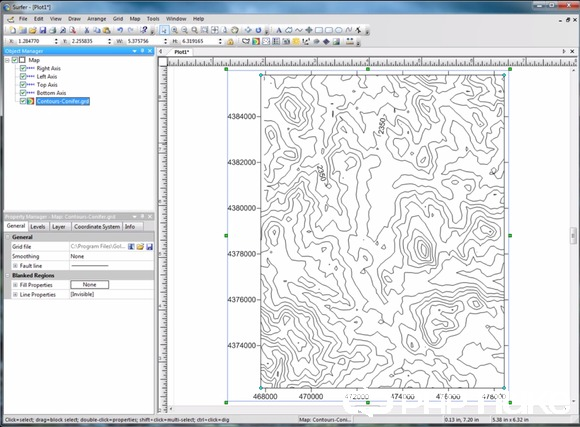 Surfer - [Plot1*]
File Edit View Draw Arrange Grid Map Tools Window Help
X: 1.284770 Y: 2.255835 W: 5.375756 H: 6.319165
Object Manager
Plot1*
Map
Right Axis
Left Axis
Top Axis
Bottom Axis
Contours-Conifer.grd
Property Manager - Map: Contours-Conifer.grd
General Levels Layer Coordinate System Info
General
Grid file C:\Program Files\Gol...
Smoothing None
Fault line
Blanked Regions
Fill Properties None
Line Properties [Invisible]
4384000
4382000
4380000
4378000
4376000
4374000
2350
2350
468000 470000 472000 474000 476000 478000
Click=select; drag=block select; double-click=properties; shift+click=multi-select; ctrl+click=dig
Map: Contours-Coni...
0.13 in, 7.20 in
5.38 in x 6.32 in